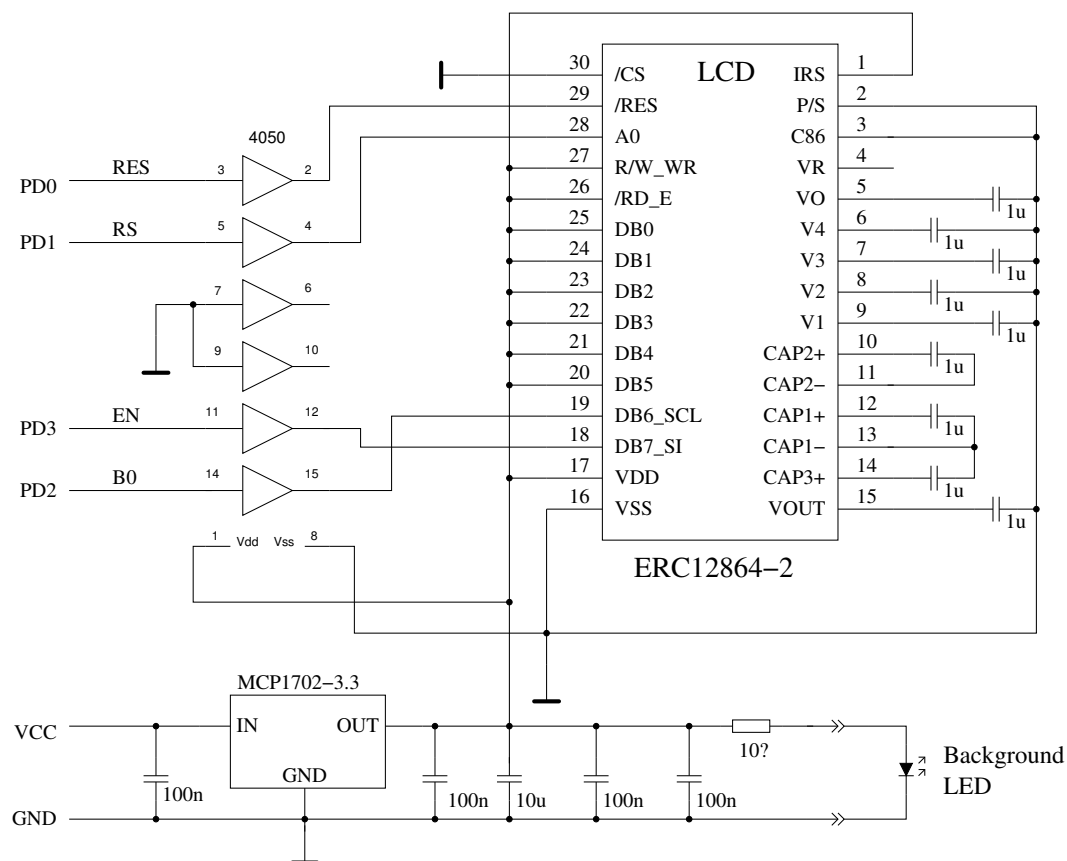 30 /CS LCD IRS 1
29 /RES P/S 2
28 A0 C86 3
4050
27 R/W_WR VR 4
PD0 RES 3 2
26 /RD_E VO 5
1u
25 DB0 V4 6
1u
PD1 RS 5 4
24 DB1 V3 7
1u
23 DB2 V2 8
1u
7 6
22 DB3 V1 9
1u
21 DB4 CAP2+ 10
1u
9 10
20 DB5 CAP2− 11
19 DB6_SCL CAP1+ 12
1u
PD3 EN 11 12
18 DB7_SI CAP1− 13
17 VDD CAP3+ 14
1u
PD2 B0 14 15
16 VSS VOUT 15
1u
1 Vdd Vss 8
ERC12864−2
MCP1702−3.3
VCC IN OUT
10?
GND
100n 100n 10u 100n 100n
Background
LED
GND